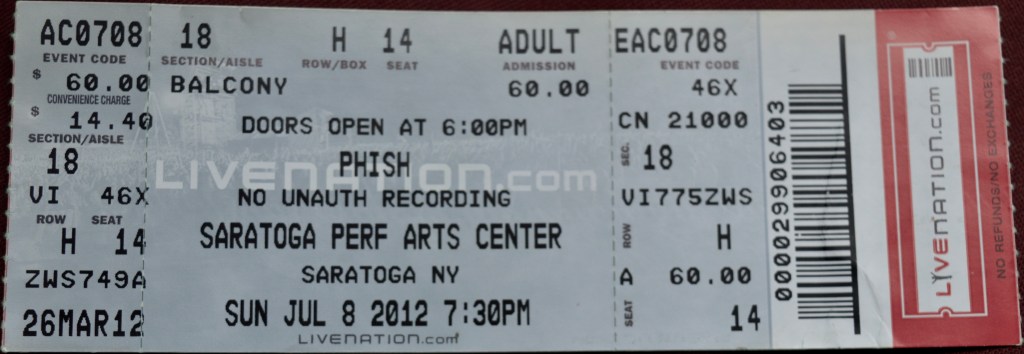 AC0708
EVENT CODE
$ 60.00
CONVENIENCE CHARGE
$ 14.40
SECTION/AISLE
18
VI 46X
ROW SEAT
H 14
ZWS749A
26MAR12
18 H 14 ADULT
SECTION/AISLE ROW/BOX SEAT ADMISSION
BALCONY 60.00
DOORS OPEN AT 6:00PM
PHISH
LIVENATION.com
NO UNAUTH RECORDING
SARATOGA PERF ARTS CENTER
SARATOGA NY
SUN JUL 8 2012 7:30PM
LIVENATION.com
EAC0708
EVENT CODE
46X
CN 21000
SEC. 18
VI775ZWS
ROW H
A 60.00
SEAT 14
0000299906403
LIVENATION.com
NO REFUNDS/NO EXCHANGES